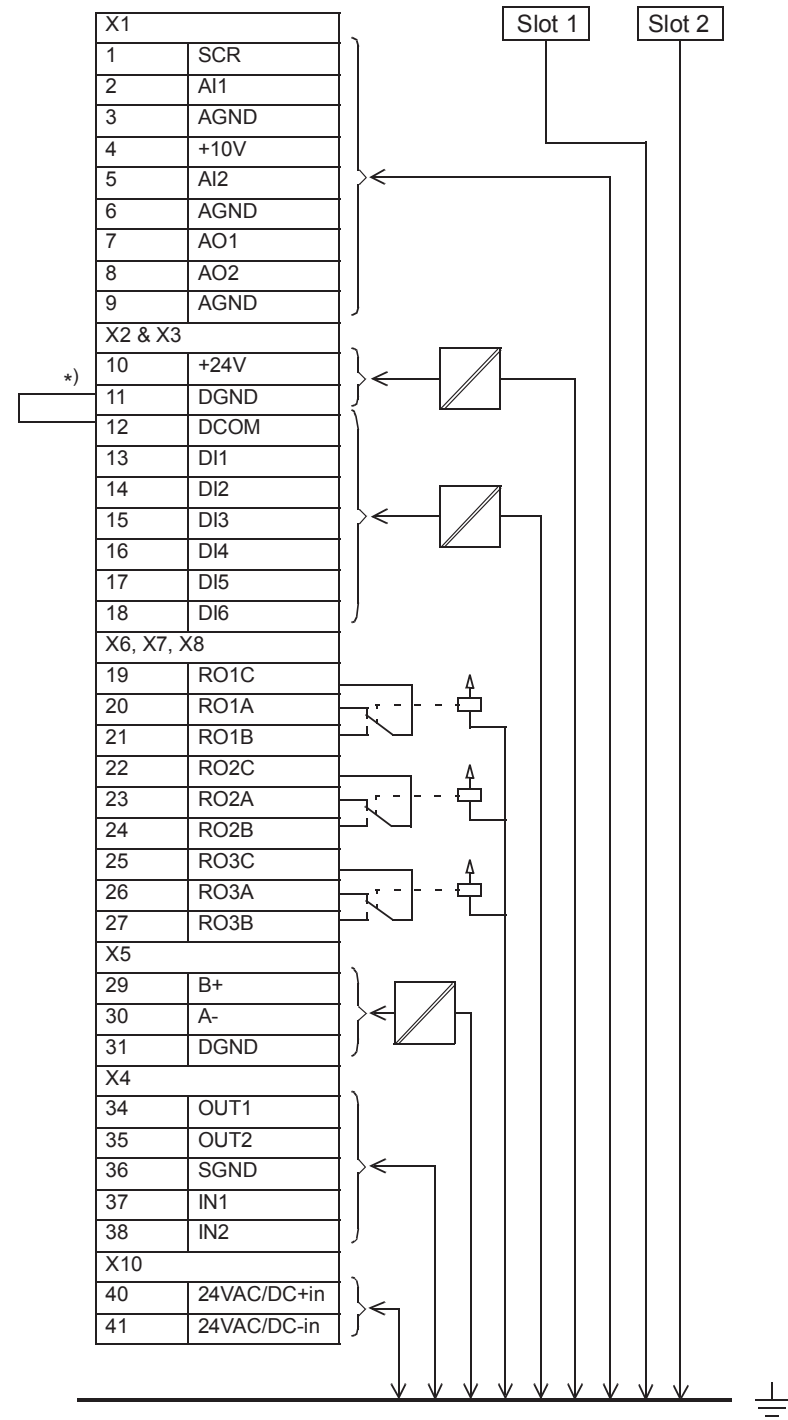 Slot 1 Slot 2
X1
1 SCR
2 AI1
3 AGND
4 +10V
5 AI2
6 AGND
7 AO1
8 AO2
9 AGND
X2 & X3
10 +24V
*)
11 DGND
12 DCOM
13 DI1
14 DI2
15 DI3
16 DI4
17 DI5
18 DI6
X6, X7, X8
19 RO1C
20 RO1A
21 RO1B
22 RO2C
23 RO2A
24 RO2B
25 RO3C
26 RO3A
27 RO3B
X5
29 B+
30 A-
31 DGND
X4
34 OUT1
35 OUT2
36 SGND
37 IN1
38 IN2
X10
40 24VAC/DC+in
41 24VAC/DC-in